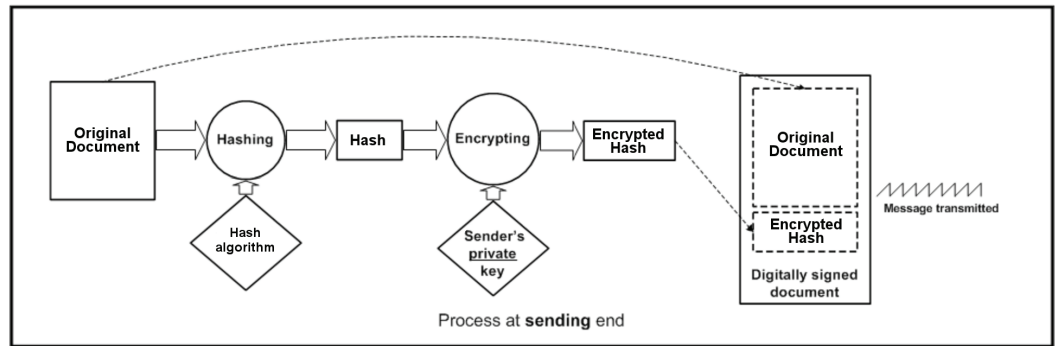 Original
Document
Hashing
Hash
Encrypting
Encrypted
Hash
Original
Document
Encrypted
Hash
Digitally signed
document
Message transmitted
Hash
algorithm
Sender's
private
key
Process at sending end